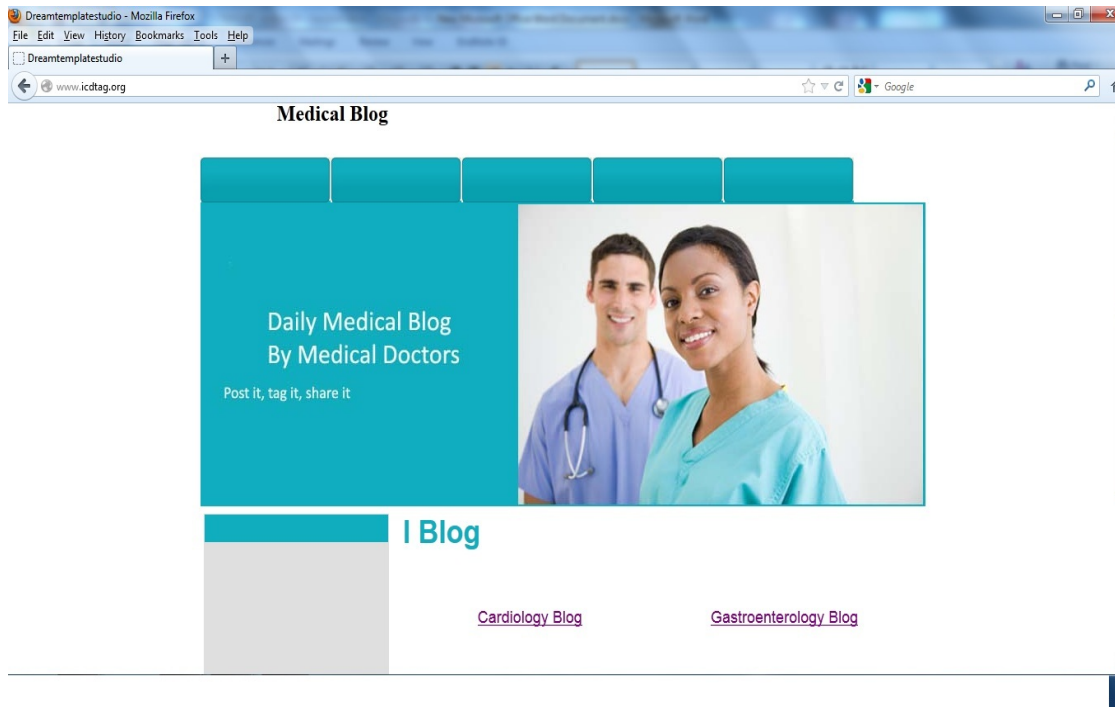 Dreamtemplatestudio - Mozilla Firefox
File Edit View History Bookmarks Tools Help
Dreamtemplatestudio +
www.icdtag.org Google
Medical Blog
Daily Medical Blog
By Medical Doctors
Post it, tag it, share it
I Blog
Cardiology Blog Gastroenterology Blog